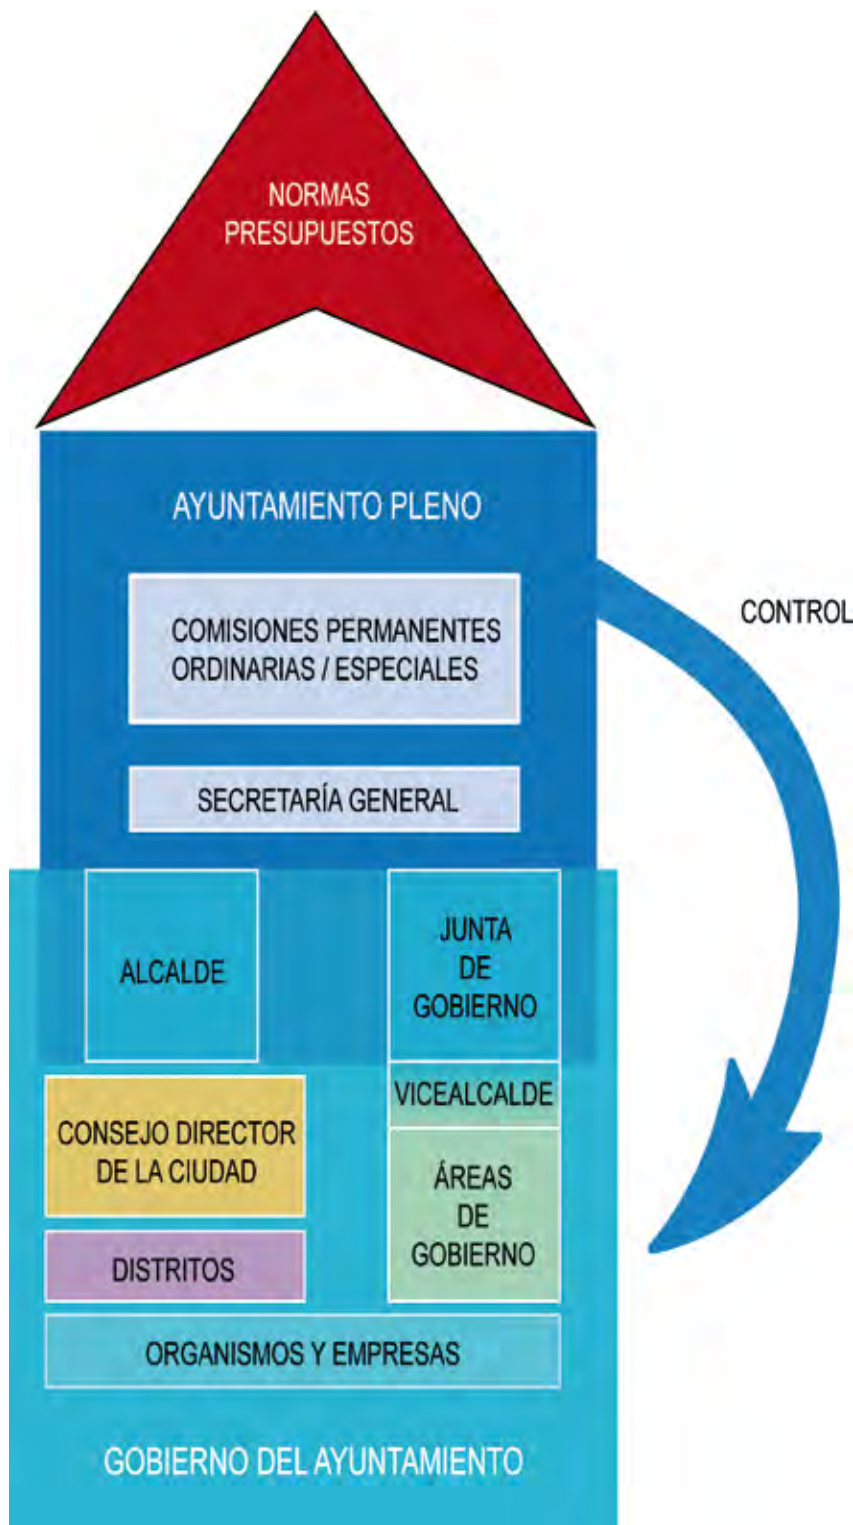 NORMAS
PRESUPUESTOS
AYUNTAMIENTO PLENO
CONTROL
COMISIONES PERMANENTES
ORDINARIAS / ESPECIALES
SECRETARÍA GENERAL
ALCALDE
JUNTA
DE
GOBIERNO
VICEALCALDE
CONSEJO DIRECTOR
DE LA CIUDAD
ÁREAS
DE
GOBIERNO
DISTRITOS
ORGANISMOS Y EMPRESAS
GOBIERNO DEL AYUNTAMIENTO